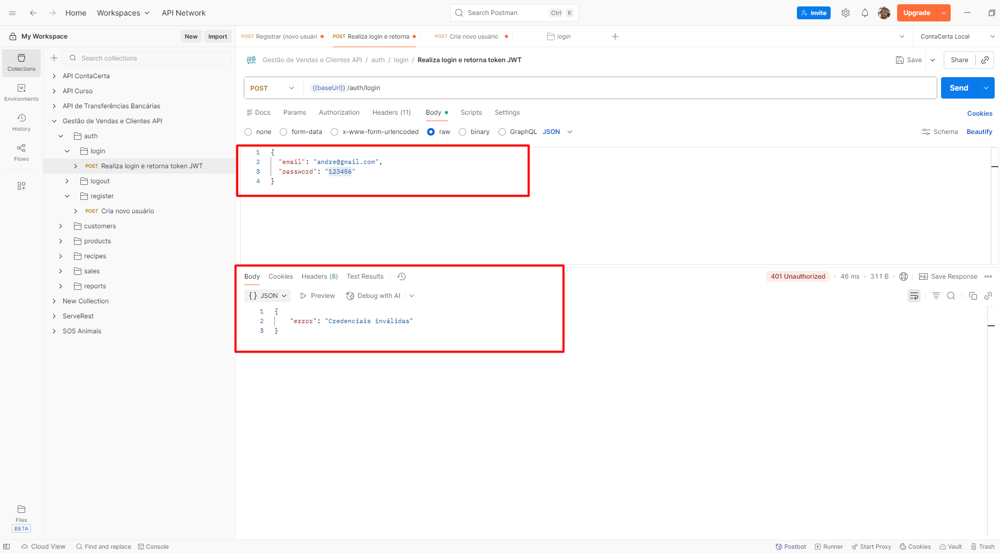 Home Workspaces API Network Search Postman Ctrl K Invite Upgrade
My Workspace New Import POST Registrar (novo usuári POST Realiza login e retorna POST Cria novo usuário login ContaCerta Local
Collections
Environments
History
Flows
Files
BETA
Search collections
API ContaCerta
API Curso
API de Transferências Bancárias
Gestão de Vendas e Clientes API
auth
login
POST Realiza login e retorna token JWT
logout
register
POST Cria novo usuário
customers
products
recipes
sales
reports
New Collection
ServeRest
SOS Animais
HTTP Gestão de Vendas e Clientes API / auth / login / Realiza login e retorna token JWT Save Share
POST {{baseUrl}}/auth/login Send
Docs Params Authorization Headers (11) Body Scripts Settings Cookies
none form-data x-www-form-urlencoded raw binary GraphQL JSON Schema Beautify
1 {
2 "email": "andre@gmail.com",
3 "password": "123456"
4 }
Body Cookies Headers (8) Test Results 401 Unauthorized • 46 ms • 311 B e.g. Save Response
{} JSON Preview Debug with AI
1 {
2 "error": "Credenciais inválidas"
3 }
Cloud View Find and replace Console Postbot Runner Start Proxy Cookies Vault Trash